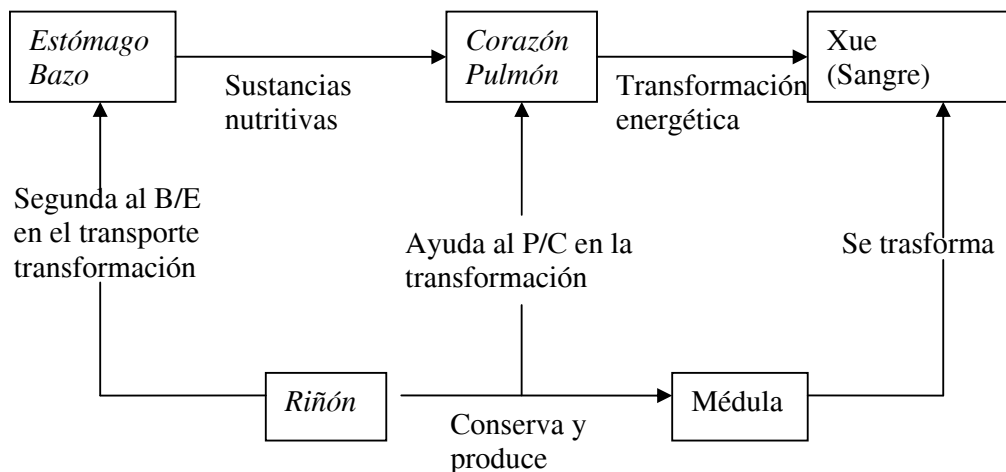 Estómago
Bazo
Sustancias
nutritivas
Corazón
Pulmón
Transformación
energética
Xue
(Sangre)
Segunda al B/E
en el transporte
transformación
Ayuda al P/C en la
transformación
Se trasforma
Riñón
Conserva y
produce
Médula